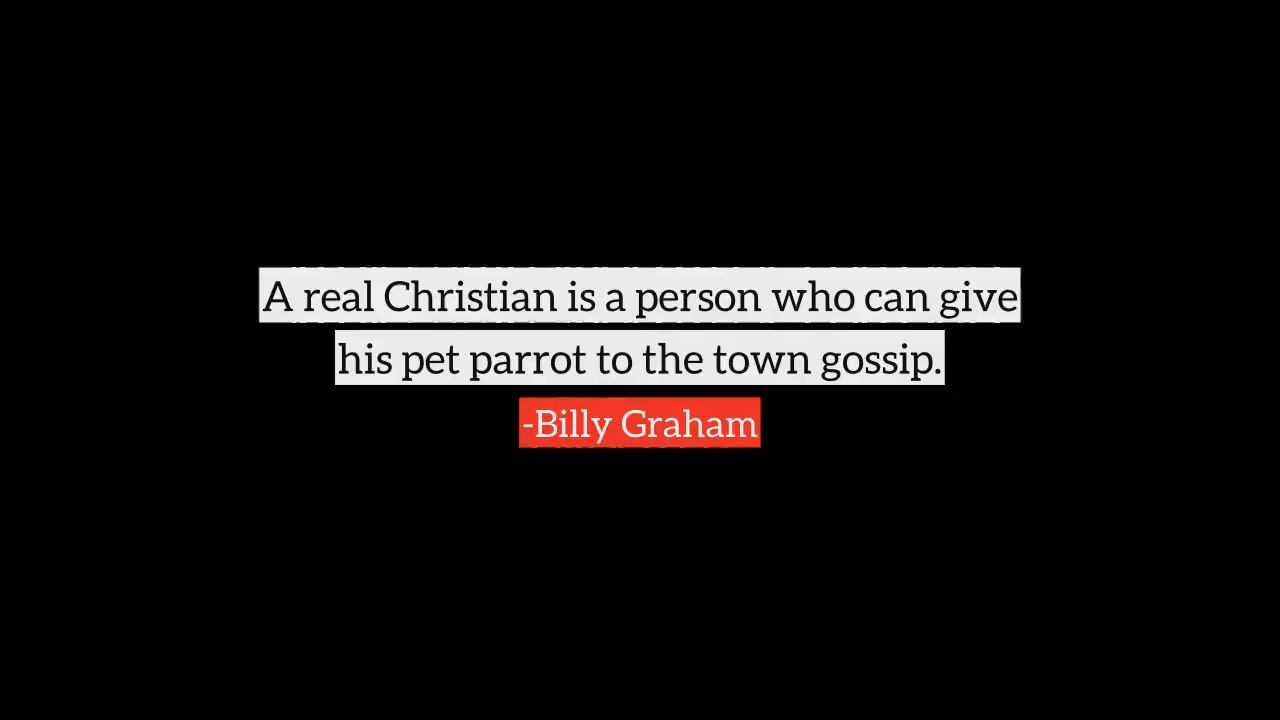 A real Christian is a person who can give
his pet parrot to the town gossip.
-Billy Graham